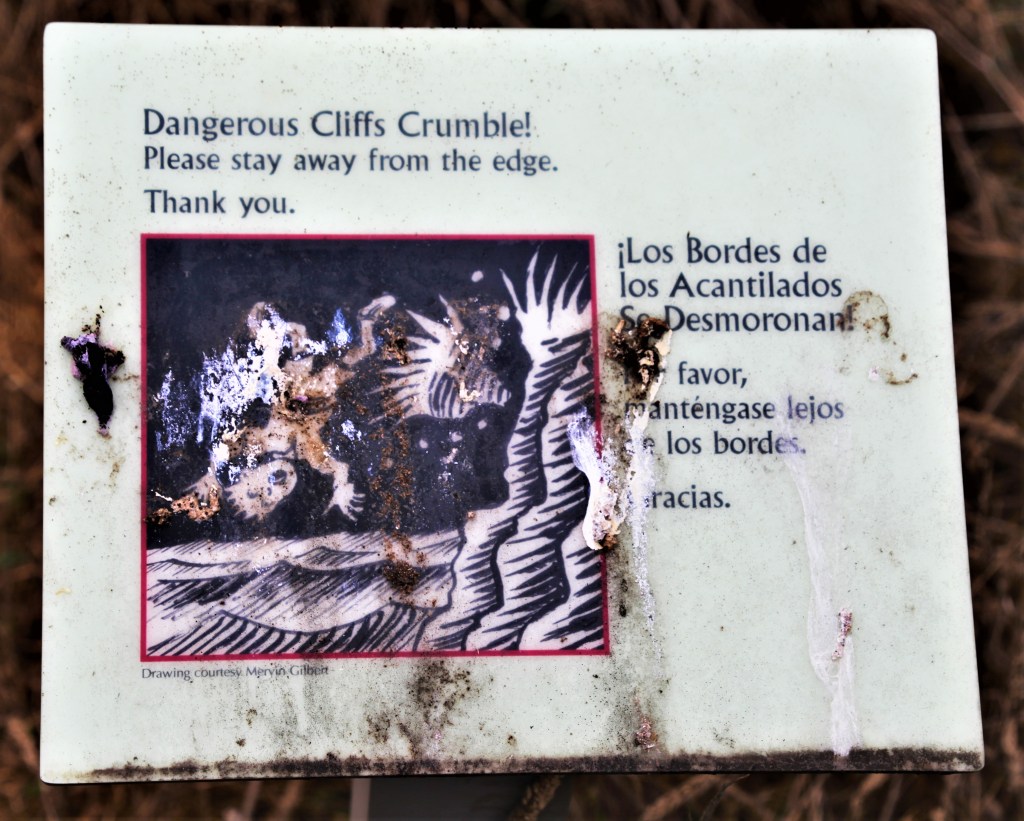 Dangerous Cliffs Crumble!
Please stay away from the edge.
Thank you.
¡Los Bordes de
los Acantilados
Se Desmoronan!
favor,
manténgase lejos
los bordes.
Gracias.
Drawing courtesy Mervin Gilbert